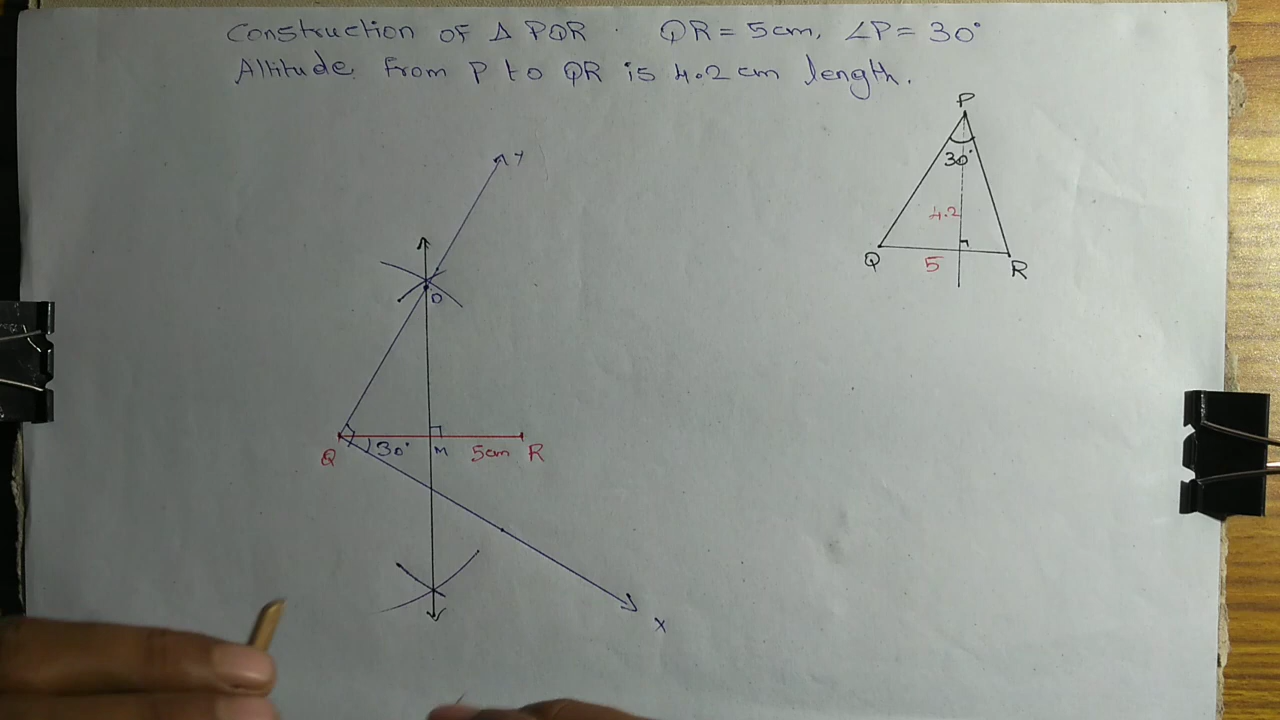 Construction of Δ PQR . QR = 5cm, ∠P = 30°
Altitude from P to QR is 4.2 cm length.
P
30°
4.2
Q 5 R
Y
O
Q 30° M 5cm R
X